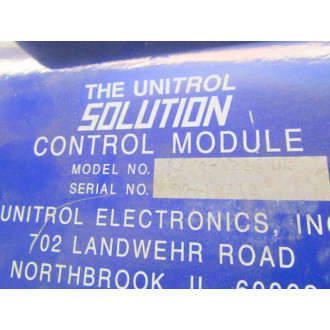 THE UNITROL
SOLUTION
CONTROL MODULE
MODEL NO.
SERIAL NO.
UNITROL ELECTRONICS, INC
702 LANDWEHR ROAD
NORTHBROOK IL